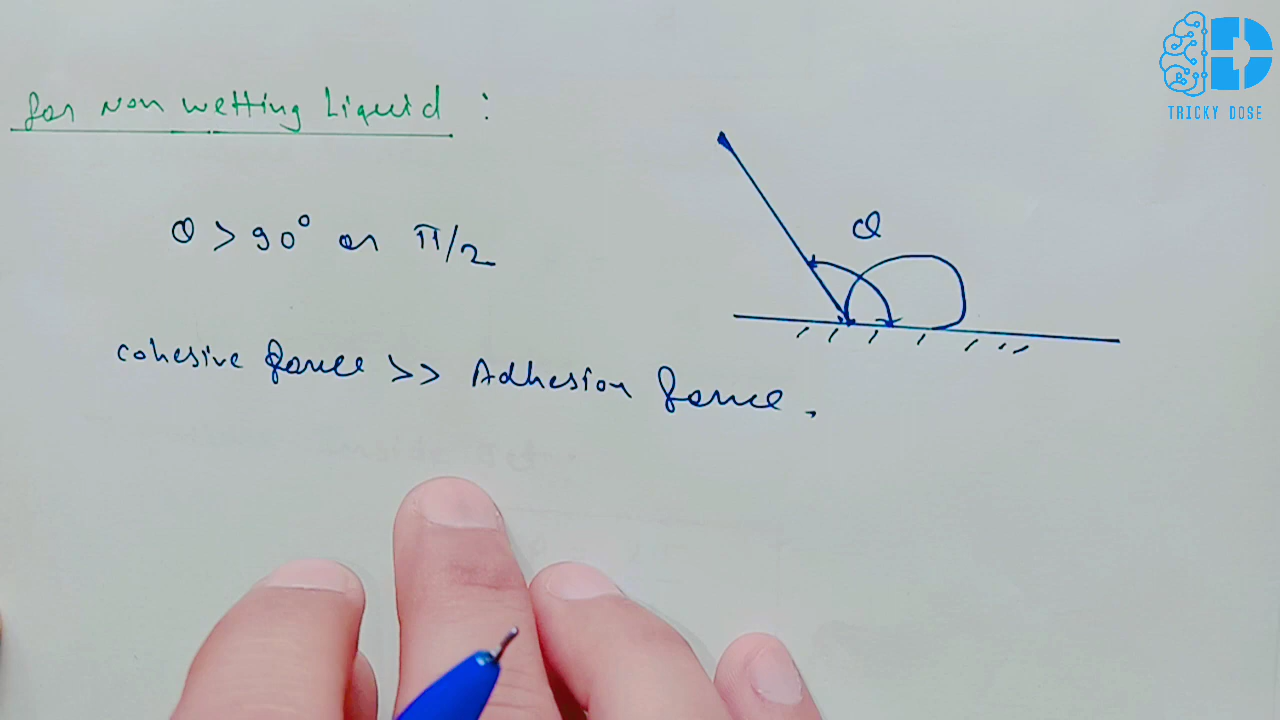 for Non wetting Liquid :
θ > 90° or π/2
θ
cohesive force >> Adhesion force.
TRICKY DOSE